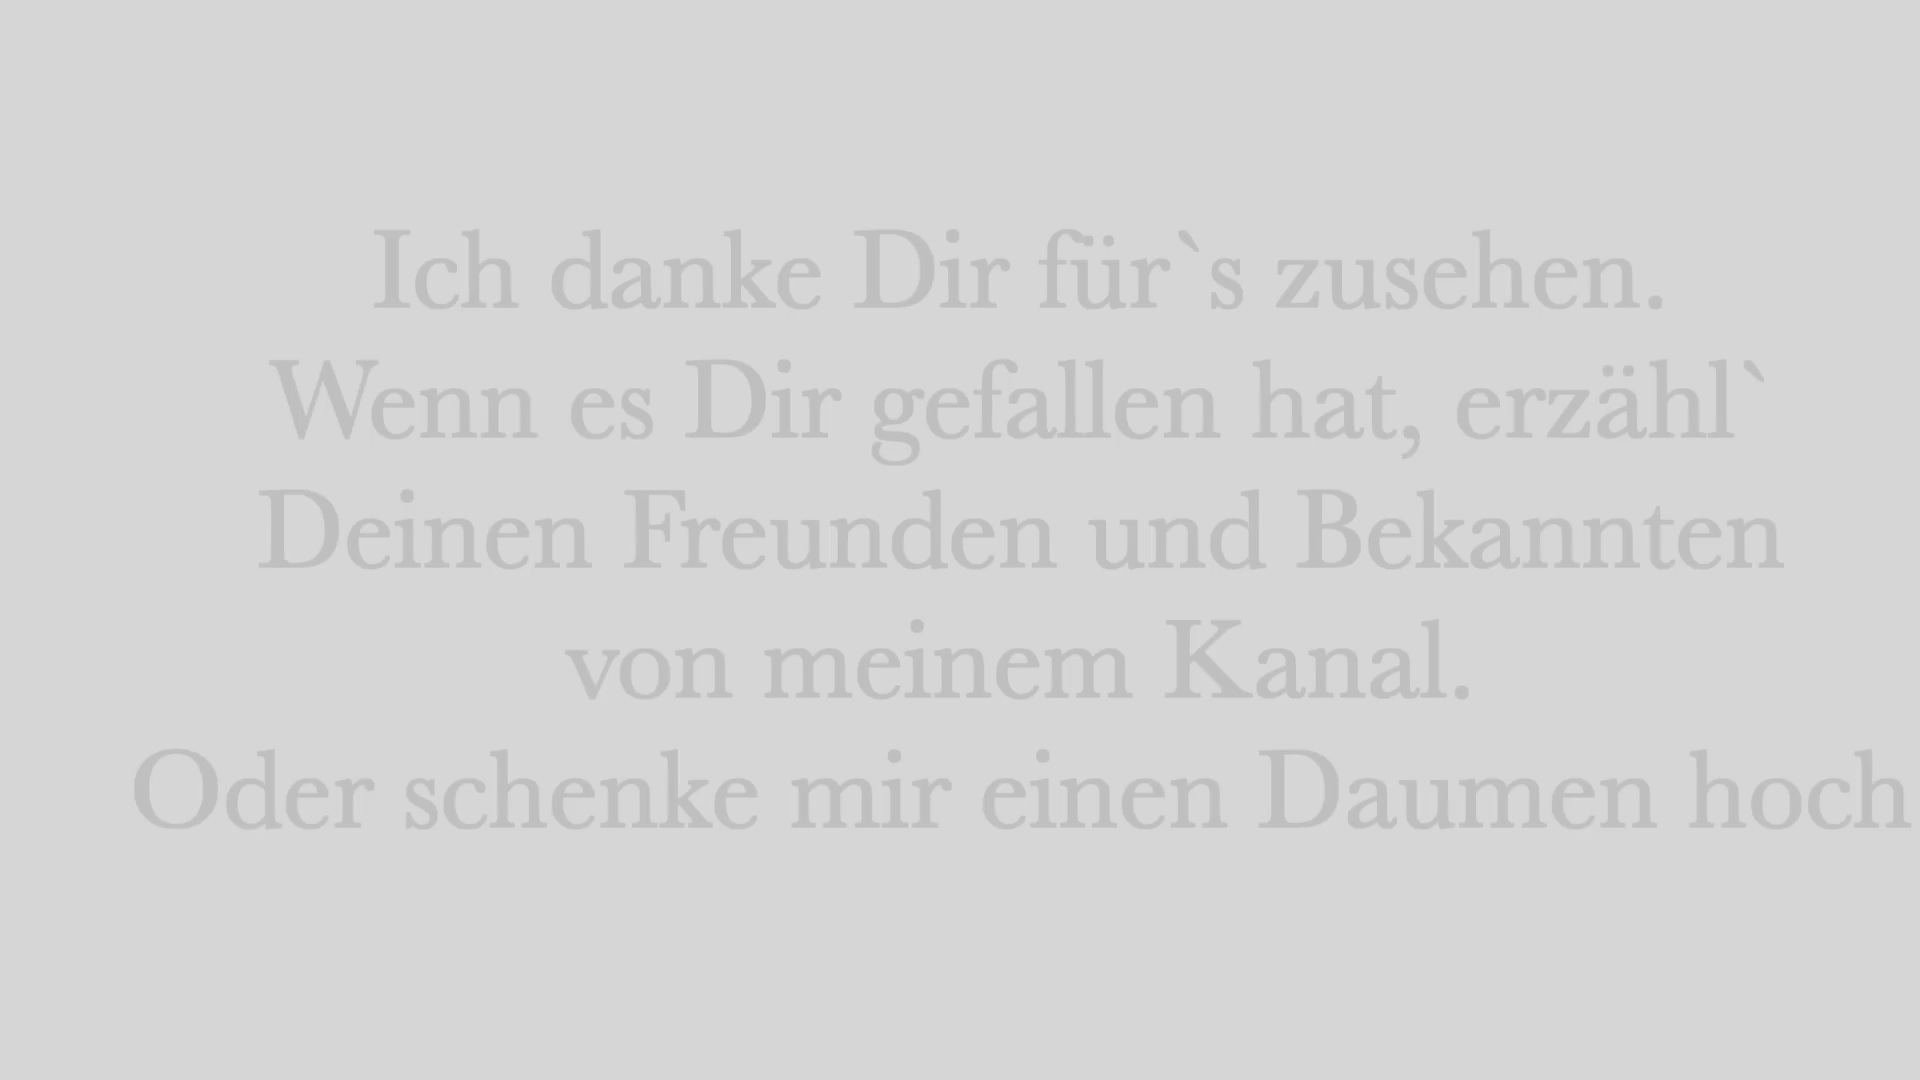 Ich danke Dir für`s zusehen.
Wenn es Dir gefallen hat, erzähl`
Deinen Freunden und Bekannten
von meinem Kanal.
Oder schenke mir einen Daumen hoch